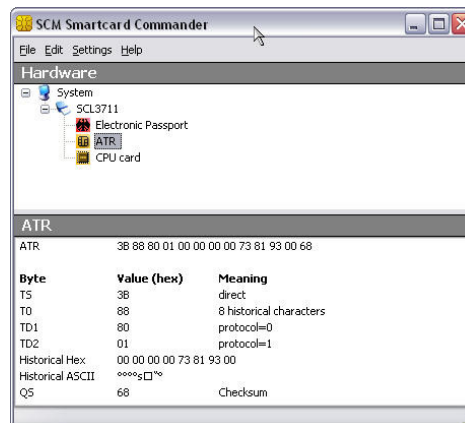 SCM Smartcard Commander
File Edit Settings Help
Hardware
System
SCL3711
Electronic Passport
ATR
CPU card
ATR
ATR 3B 88 80 01 00 00 00 00 73 81 93 00 68
Byte Value (hex) Meaning
TS 3B direct
T0 88 8 historical characters
TD1 80 protocol=0
TD2 01 protocol=1
Historical Hex 00 00 00 00 73 81 93 00
Historical ASCII °°°°s□"°
QS 68 Checksum